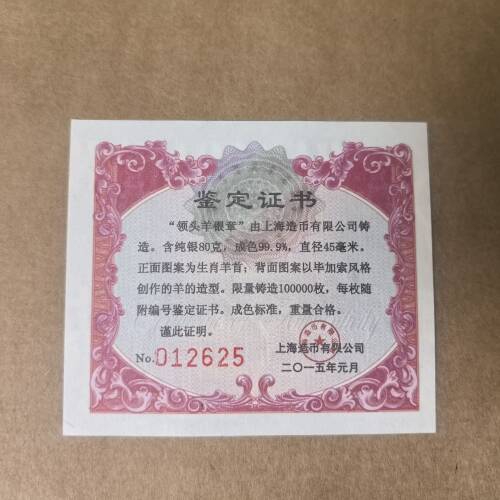 鉴定证书
“领头羊银章”由上海造币有限公司铸
造。含纯银80克，成色99.9%，直径45毫米。
正面图案为生肖羊首；背面图案以毕加索风格
创作的羊的造型。限量铸造100000枚，每枚随
附编号鉴定证书。成色标准，重量合格。
谨此证明。
No.012625
上海造币有限公司
二〇一五年元月